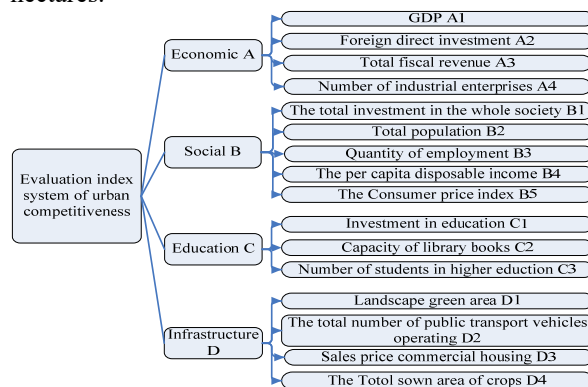 hectares.
GDP A1
Foreign direct investment A2
Economic A
Total fiscal revenue A3
Number of industrial enterprises A4
The total investment in the whole society B1
Total population B2
Social B
Quantity of employment B3
The per capita disposable income B4
The Consumer price index B5
Evaluation index
system of urban
competitiveness
Investment in education C1
Education C
Capacity of library books C2
Number of students in higher eduction C3
Landscape green area D1
Infrastructure
D
The total number of public transport vehicles
operating D2
Sales price commercial housing D3
The Totol sown area of crops D4